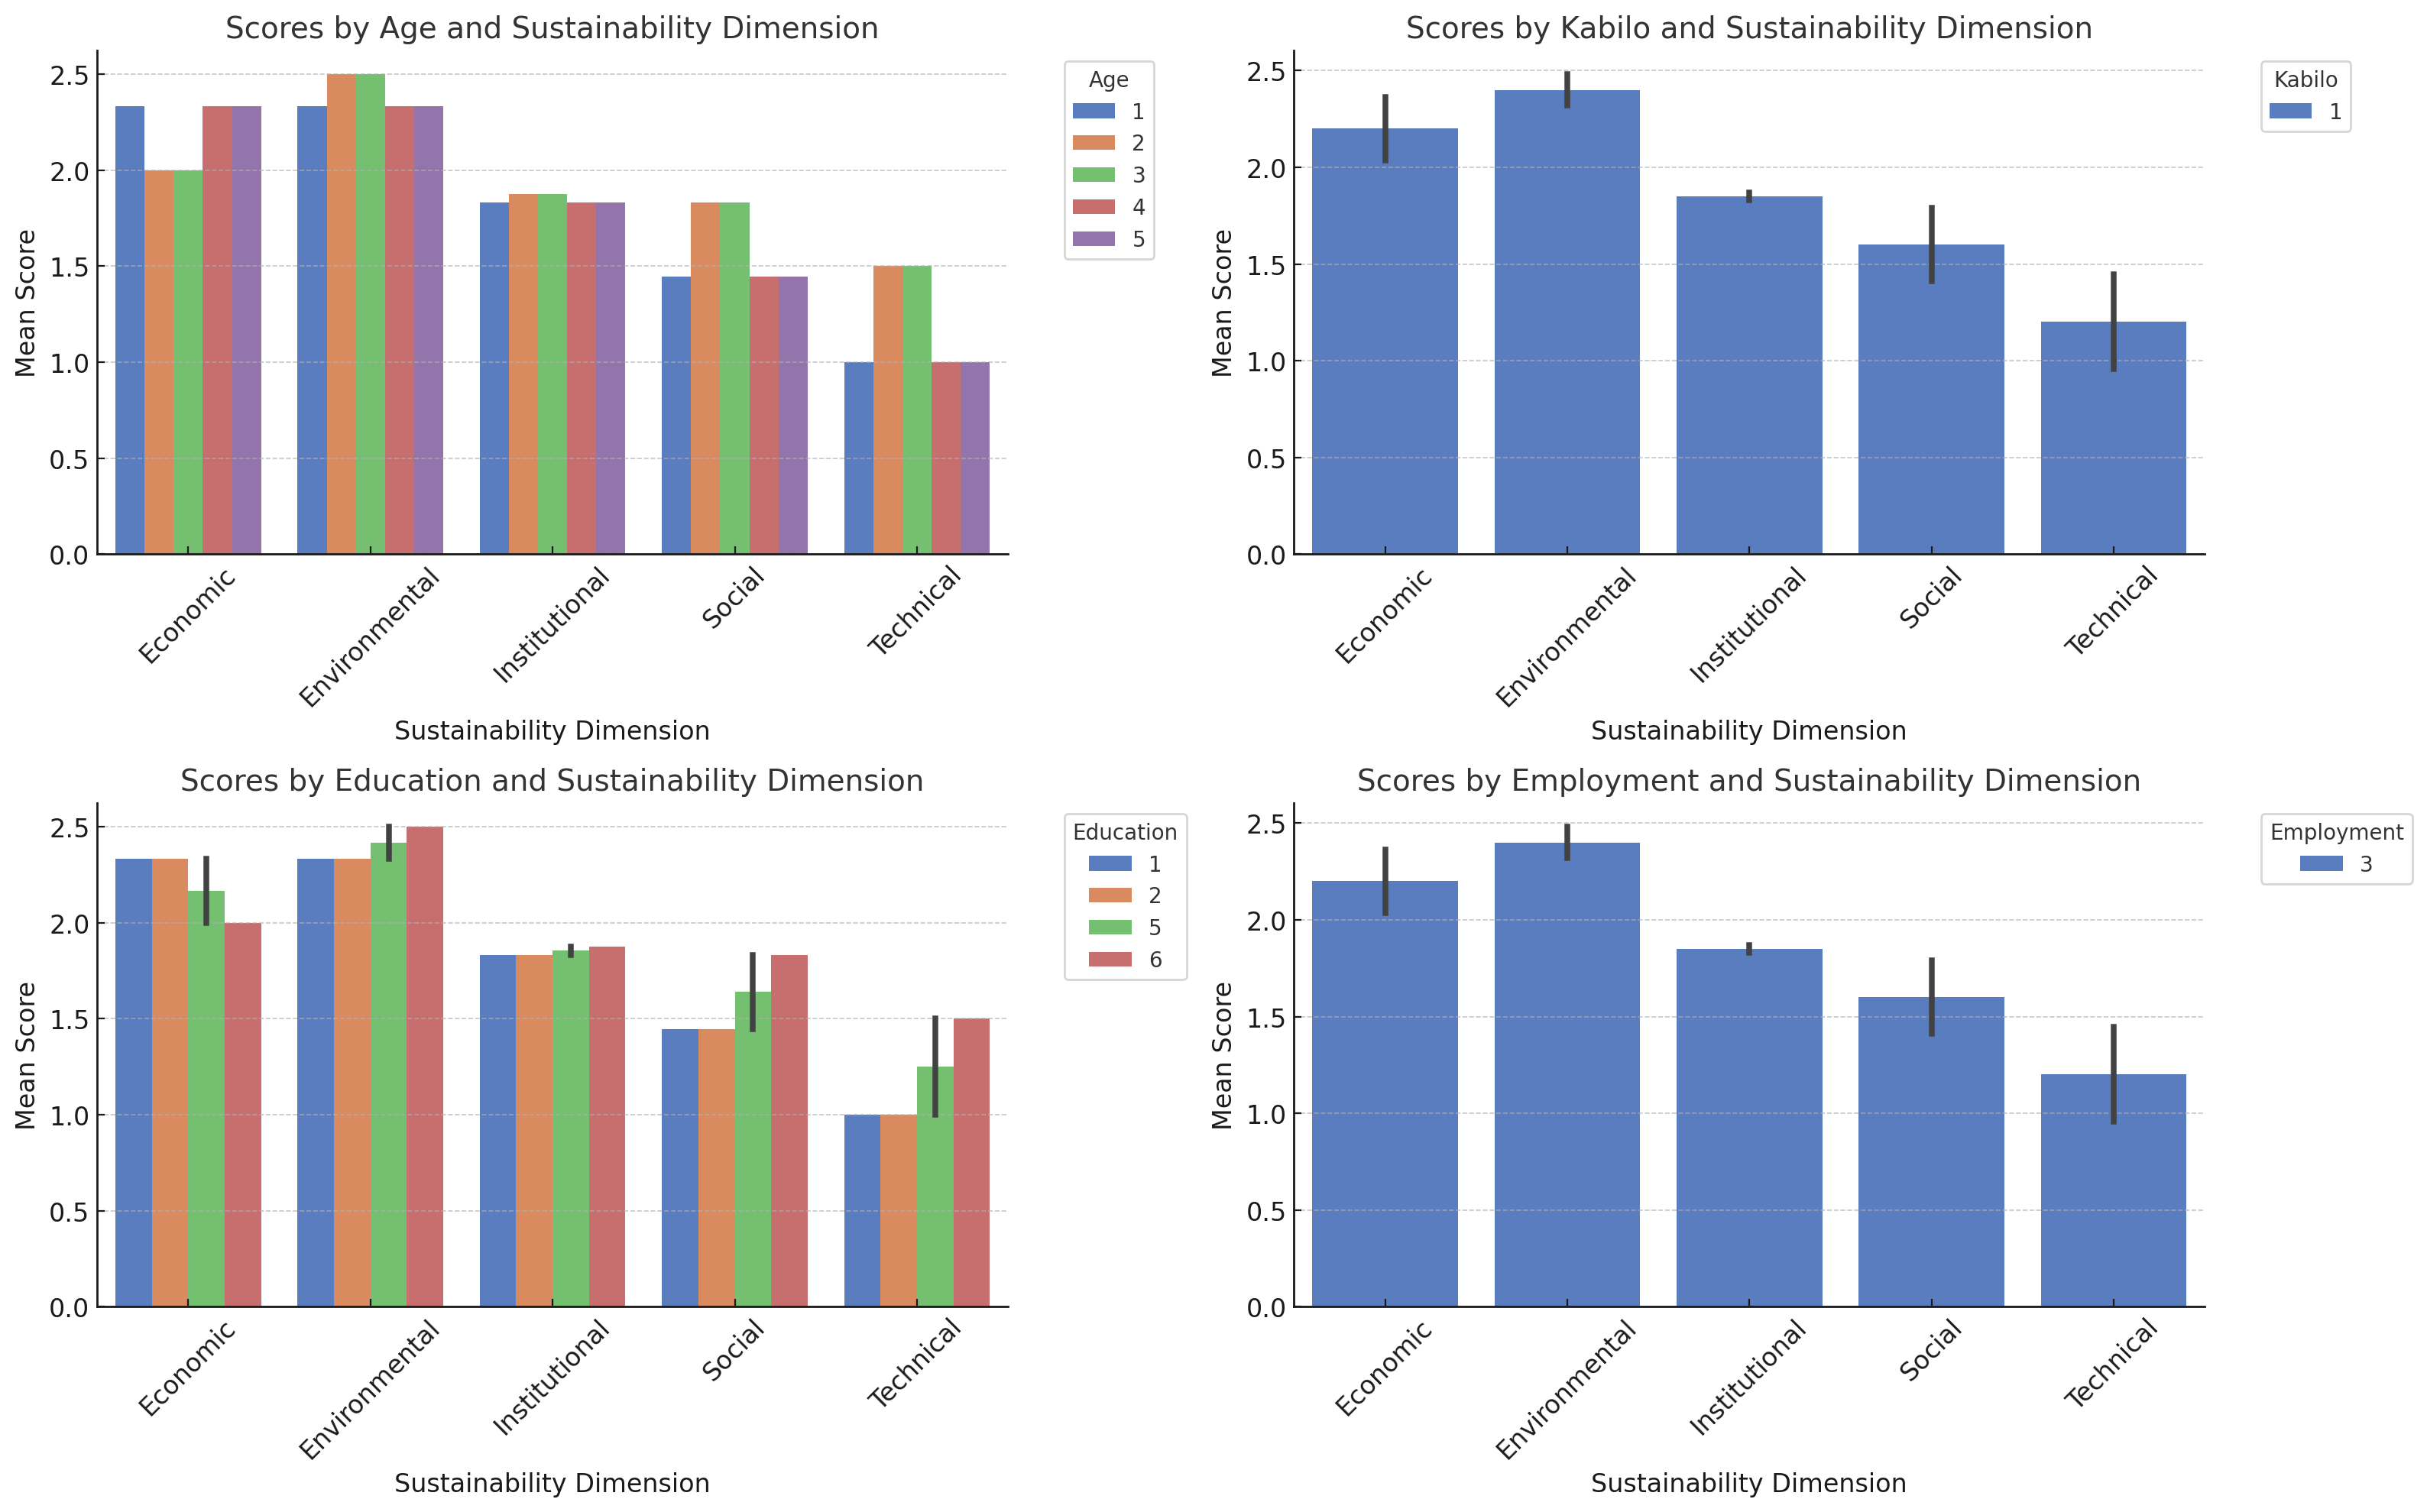 Scores by Age and Sustainability Dimension
Mean Score
2.5
2.0
1.5
1.0
0.5
0.0
Economic
Environmental
Institutional
Social
Technical
Sustainability Dimension
Age
1
2
3
4
5
Scores by Kabilo and Sustainability Dimension
Mean Score
2.5
2.0
1.5
1.0
0.5
0.0
Economic
Environmental
Institutional
Social
Technical
Sustainability Dimension
Kabilo
1
Scores by Education and Sustainability Dimension
Mean Score
2.5
2.0
1.5
1.0
0.5
0.0
Economic
Environmental
Institutional
Social
Technical
Sustainability Dimension
Education
1
2
5
6
Scores by Employment and Sustainability Dimension
Mean Score
2.5
2.0
1.5
1.0
0.5
0.0
Economic
Environmental
Institutional
Social
Technical
Sustainability Dimension
Employment
3